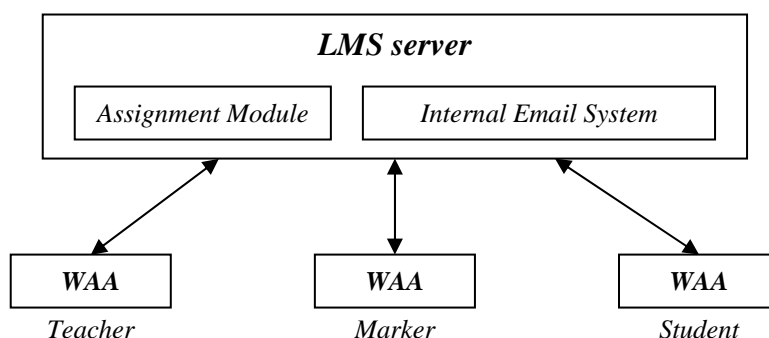 LMS server
Assignment Module Internal Email System
WAA WAA WAA
Teacher Marker Student